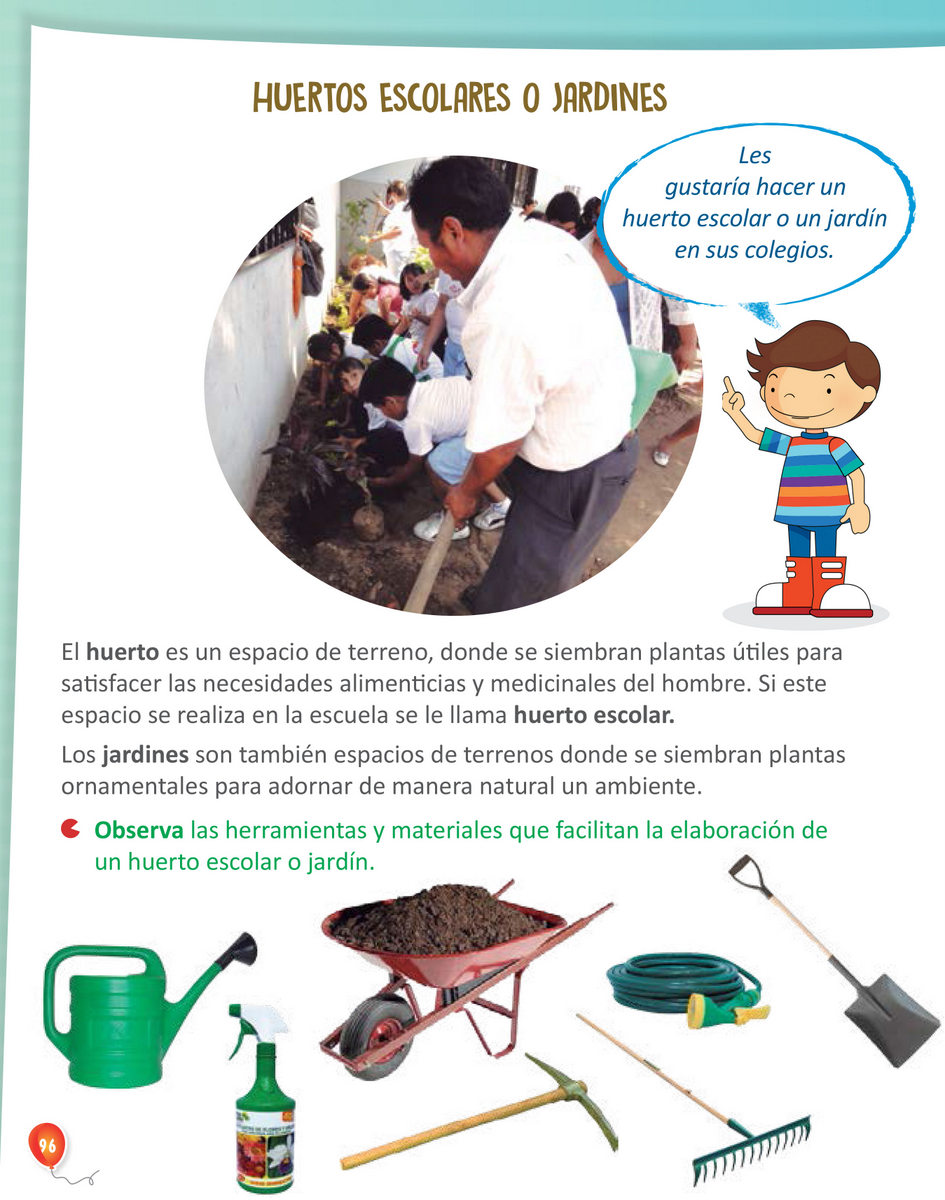 HUERTOS ESCOLARES O JARDINES
Les
gustaría hacer un
huerto escolar o un jardín
en sus colegios.
El huerto es un espacio de terreno, donde se siembran plantas útiles para
satisfacer las necesidades alimenticias y medicinales del hombre. Si este
espacio se realiza en la escuela se le llama huerto escolar.
Los jardines son también espacios de terrenos donde se siembran plantas
ornamentales para adornar de manera natural un ambiente.
Observa las herramientas y materiales que facilitan la elaboración de
un huerto escolar o jardín.
96